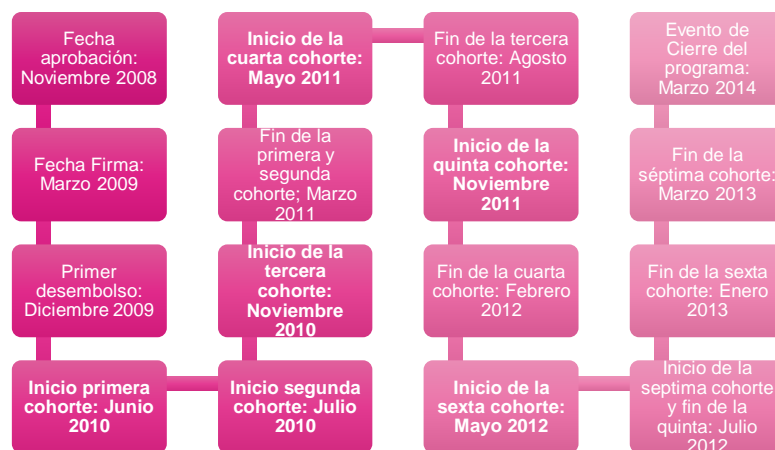 Fecha
aprobación:
Noviembre 2008
Fecha Firma:
Marzo 2009
Primer
desembolso:
Diciembre 2009
Inicio primera
cohorte: Junio
2010
Inicio segunda
cohorte: Julio
2010
Inicio de la
tercera
cohorte:
Noviembre
2010
Fin de la
primera y
segunda
cohorte; Marzo
2011
Inicio de la
cuarta cohorte:
Mayo 2011
Fin de la tercera
cohorte: Agosto
2011
Inicio de la
quinta cohorte:
Noviembre
2011
Fin de la cuarta
cohorte: Febrero
2012
Inicio de la
sexta cohorte:
Mayo 2012
Inicio de la
septima cohorte
y fin de la
quinta: Julio
2012
Fin de la sexta
cohorte: Enero
2013
Fin de la
séptima cohorte:
Marzo 2013
Evento de
Cierre del
programa:
Marzo 2014